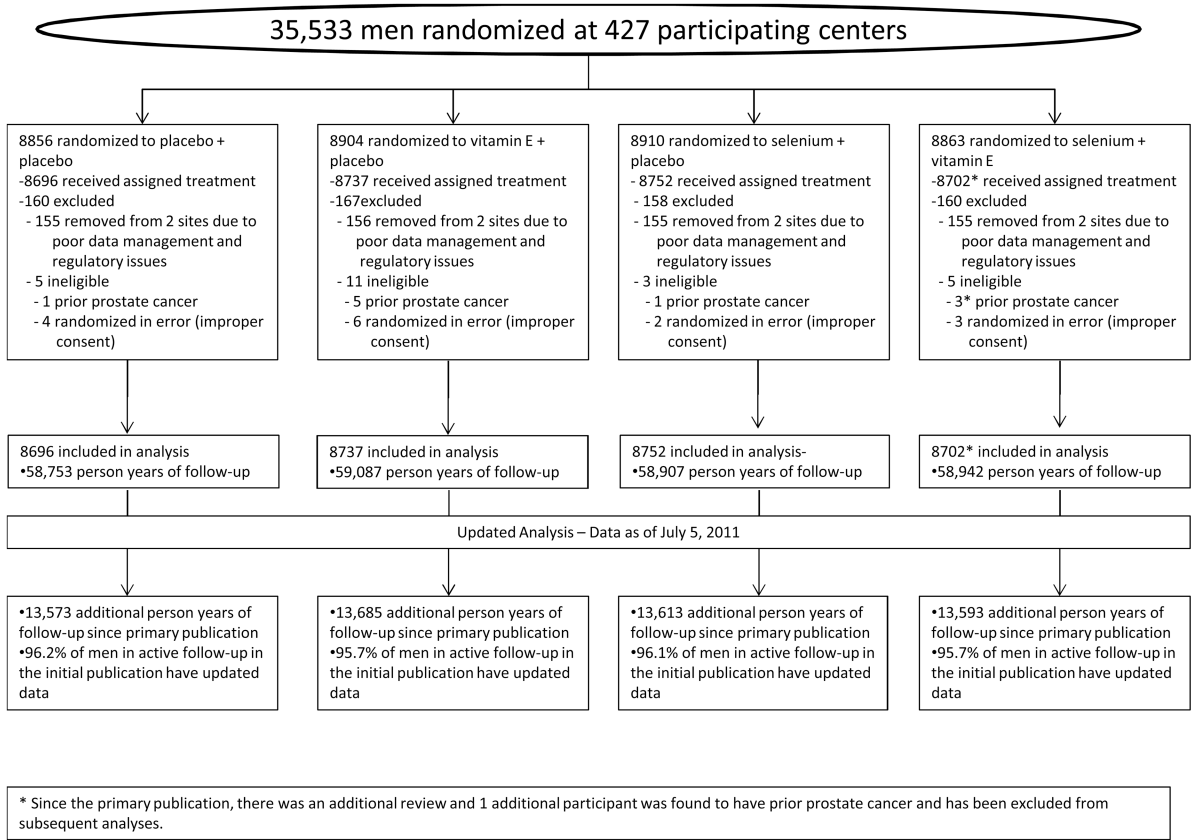 35,533 men randomized at 427 participating centers
8856 randomized to placebo +
placebo
-8696 received assigned treatment
-160 excluded
- 155 removed from 2 sites due to
poor data management and
regulatory issues
- 5 ineligible
- 1 prior prostate cancer
- 4 randomized in error (improper
consent)
8904 randomized to vitamin E +
placebo
-8737 received assigned treatment
-167excluded
- 156 removed from 2 sites due to
poor data management and
regulatory issues
- 11 ineligible
- 5 prior prostate cancer
- 6 randomized in error (improper
consent)
8910 randomized to selenium +
placebo
- 8752 received assigned treatment
- 158 excluded
- 155 removed from 2 sites due to
poor data management and
regulatory issues
- 3 ineligible
- 1 prior prostate cancer
- 2 randomized in error (improper
consent)
8863 randomized to selenium +
vitamin E
-8702* received assigned treatment
-160 excluded
- 155 removed from 2 sites due to
poor data management and
regulatory issues
- 5 ineligible
- 3* prior prostate cancer
- 3 randomized in error (improper
consent)
8696 included in analysis
•58,753 person years of follow-up
8737 included in analysis
•59,087 person years of follow-up
8752 included in analysis-
•58,907 person years of follow-up
8702* included in analysis
•58,942 person years of follow-up
Updated Analysis – Data as of July 5, 2011
•13,573 additional person years of
follow-up since primary publication
•96.2% of men in active follow-up in
the initial publication have updated
data
•13,685 additional person years of
follow-up since primary publication
•95.7% of men in active follow-up in
the initial publication have updated
data
•13,613 additional person years of
follow-up since primary publication
•96.1% of men in active follow-up in
the initial publication have updated
data
•13,593 additional person years of
follow-up since primary publication
•95.7% of men in active follow-up in
the initial publication have updated
data
* Since the primary publication, there was an additional review and 1 additional participant was found to have prior prostate cancer and has been excluded from
subsequent analyses.